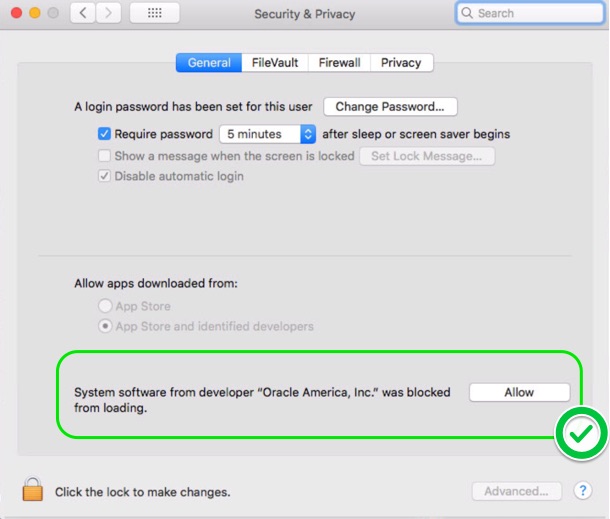 Security & Privacy
Search
General FileVault Firewall Privacy
A login password has been set for this user Change Password...
Require password 5 minutes after sleep or screen saver begins
Show a message when the screen is locked Set Lock Message...
Disable automatic login
Allow apps downloaded from:
App Store
App Store and identified developers
System software from developer “Oracle America, Inc.” was blocked Allow
from loading.
Click the lock to make changes. Advanced... ?